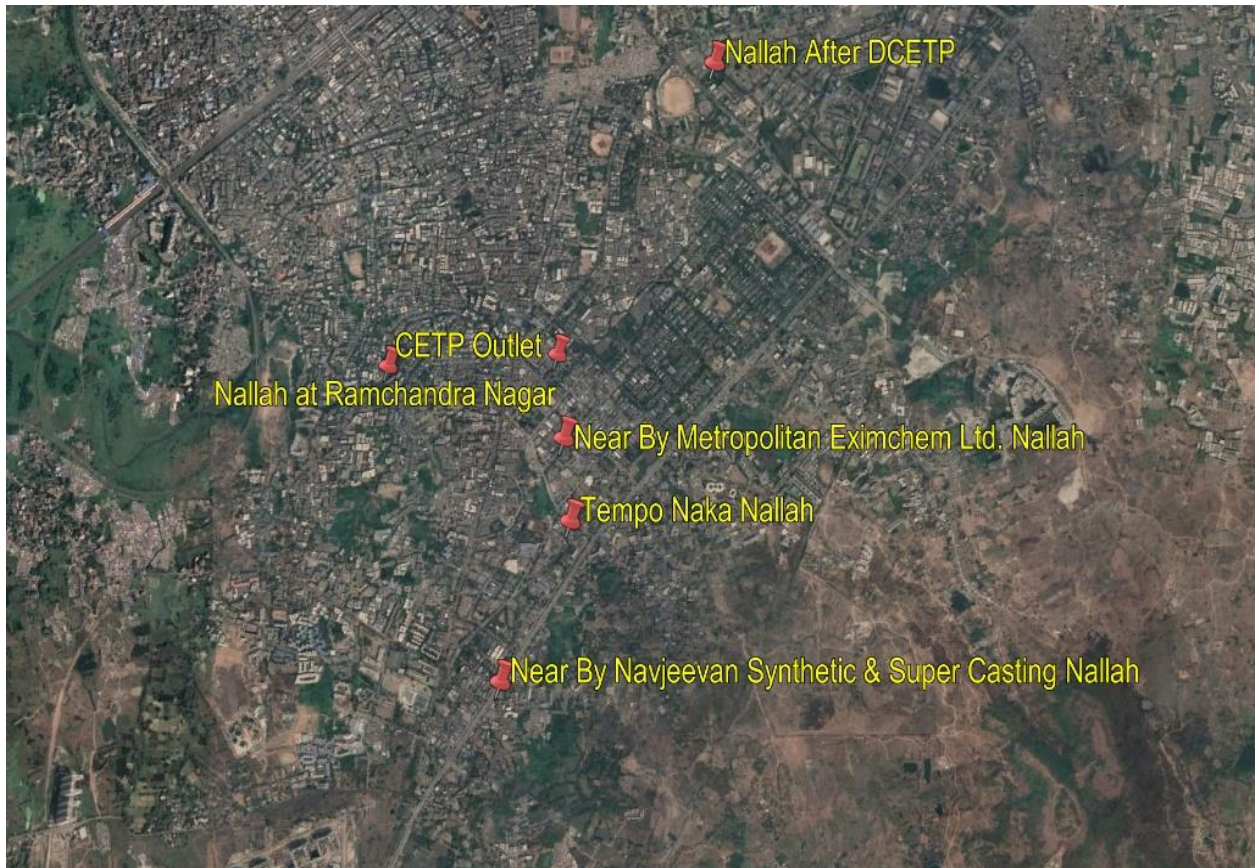 Nallah After DCETP
CETP Outlet
Nallah at Ramchandra Nagar
Near By Metropolitan Eximchem Ltd. Nallah
Tempo Naka Nallah
Near By Navjeevan Synthetic & Super Casting Nallah